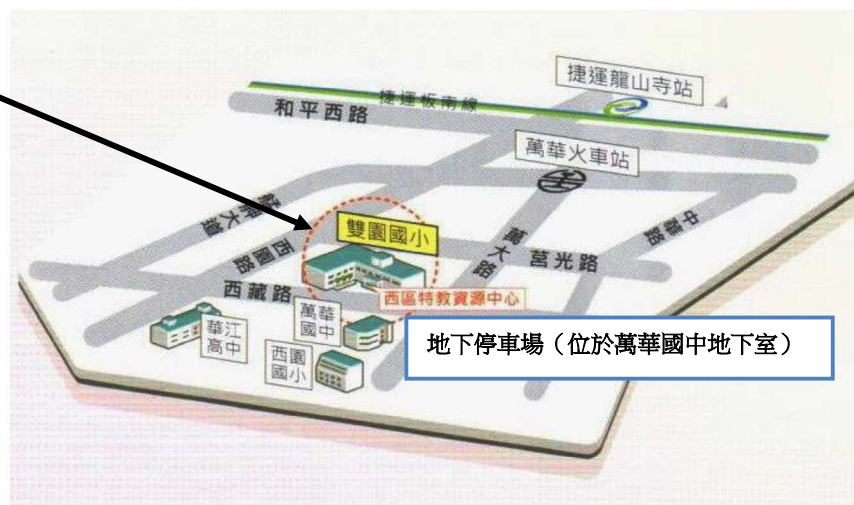 捷運龍山寺站
捷運板南線
和平西路
萬華火車站
艋舺大道
中華路
雙園國小
西園路
萬大路
莒光路
西藏路
西區特教資源中心
萬華
國中
華江
高中
西園
國小
地下停車場（位於萬華國中地下室）